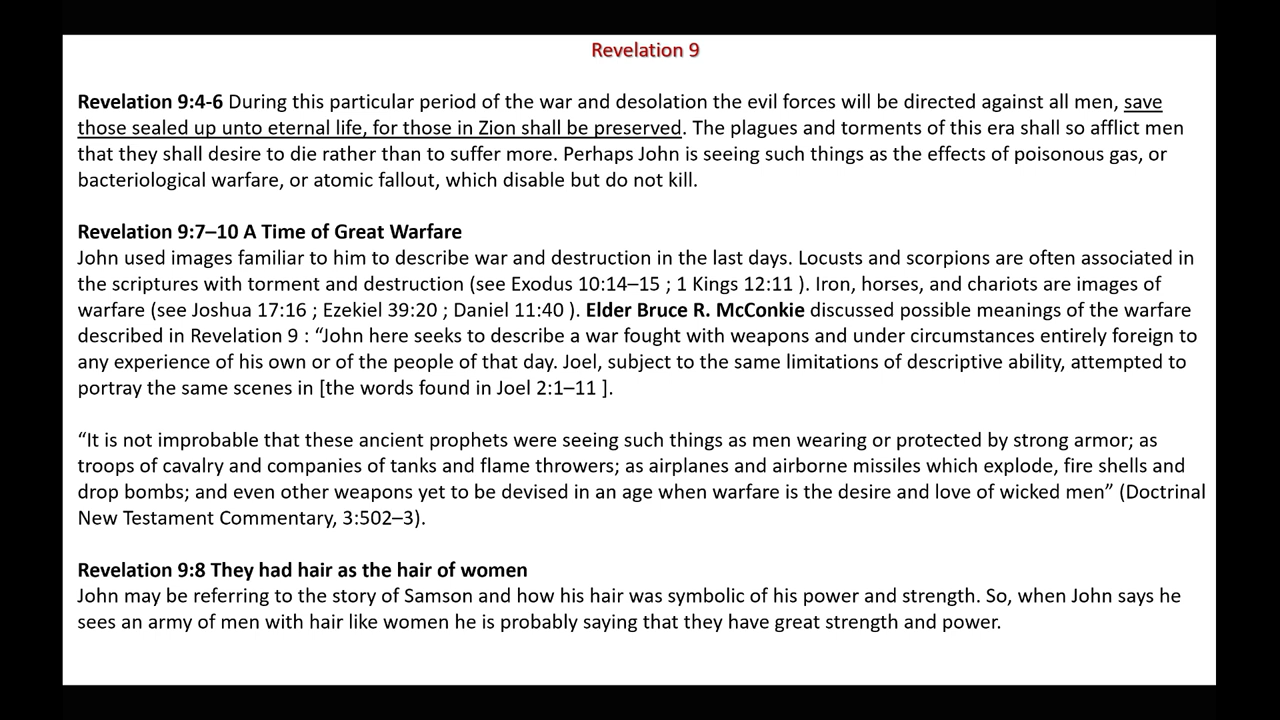 Revelation 9
Revelation 9:4-6 During this particular period of the war and desolation the evil forces will be directed against all men, save
those sealed up unto eternal life, for those in Zion shall be preserved. The plagues and torments of this era shall so afflict men
that they shall desire to die rather than to suffer more. Perhaps John is seeing such things as the effects of poisonous gas, or
bacteriological warfare, or atomic fallout, which disable but do not kill.
Revelation 9:7–10 A Time of Great Warfare
John used images familiar to him to describe war and destruction in the last days. Locusts and scorpions are often associated in
the scriptures with torment and destruction (see Exodus 10:14–15 ; 1 Kings 12:11 ). Iron, horses, and chariots are images of
warfare (see Joshua 17:16 ; Ezekiel 39:20 ; Daniel 11:40 ). Elder Bruce R. McConkie discussed possible meanings of the warfare
described in Revelation 9 : “John here seeks to describe a war fought with weapons and under circumstances entirely foreign to
any experience of his own or of the people of that day. Joel, subject to the same limitations of descriptive ability, attempted to
portray the same scenes in [the words found in Joel 2:1–11 ].
“It is not improbable that these ancient prophets were seeing such things as men wearing or protected by strong armor; as
troops of cavalry and companies of tanks and flame throwers; as airplanes and airborne missiles which explode, fire shells and
drop bombs; and even other weapons yet to be devised in an age when warfare is the desire and love of wicked men” (Doctrinal
New Testament Commentary, 3:502–3).
Revelation 9:8 They had hair as the hair of women
John may be referring to the story of Samson and how his hair was symbolic of his power and strength. So, when John says he
sees an army of men with hair like women he is probably saying that they have great strength and power.